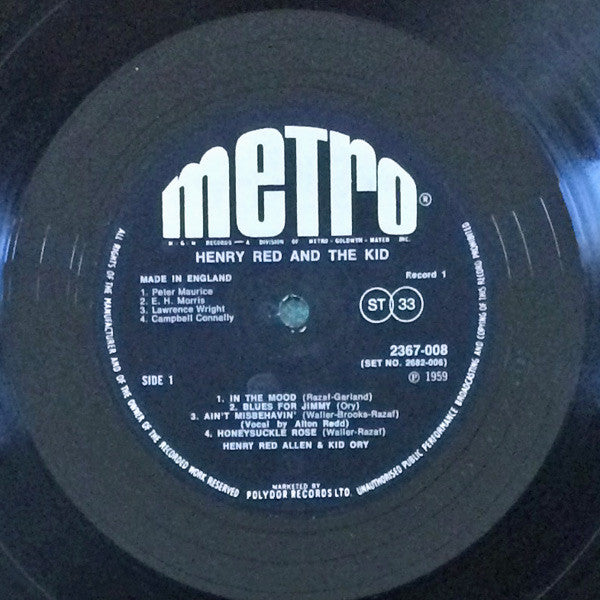 METRO®
M-G-M RECORDS—A DIVISION OF METRO-GOLDWYN-MAYER INC.
HENRY RED AND THE KID
MADE IN ENGLAND
Record 1
1. Peter Maurice
2. E. H. Morris
3. Lawrence Wright
4. Campbell Connelly
ST 33
2367-008
(SET NO. 2682-006)
SIDE 1
℗ 1959
1. IN THE MOOD (Razaf-Garland)
2. BLUES FOR JIMMY (Ory)
3. AIN'T MISBEHAVIN' (Waller-Brooks-Razaf)
(Vocal by Alton Redd)
4. HONEYSUCKLE ROSE (Waller-Razaf)
HENRY RED ALLEN & KID ORY
MARKETED BY
POLYDOR RECORDS LTD.
ALL RIGHTS OF THE MANUFACTURER AND OF THE OWNER OF THE RECORDED WORK RESERVED
UNAUTHORISED PUBLIC PERFORMANCE BROADCASTING AND COPYING OF THIS RECORD PROHIBITED